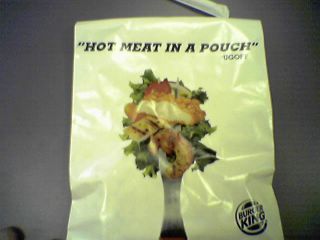 "HOT MEAT IN A POUCH"
UGOFF
BURGER
KING